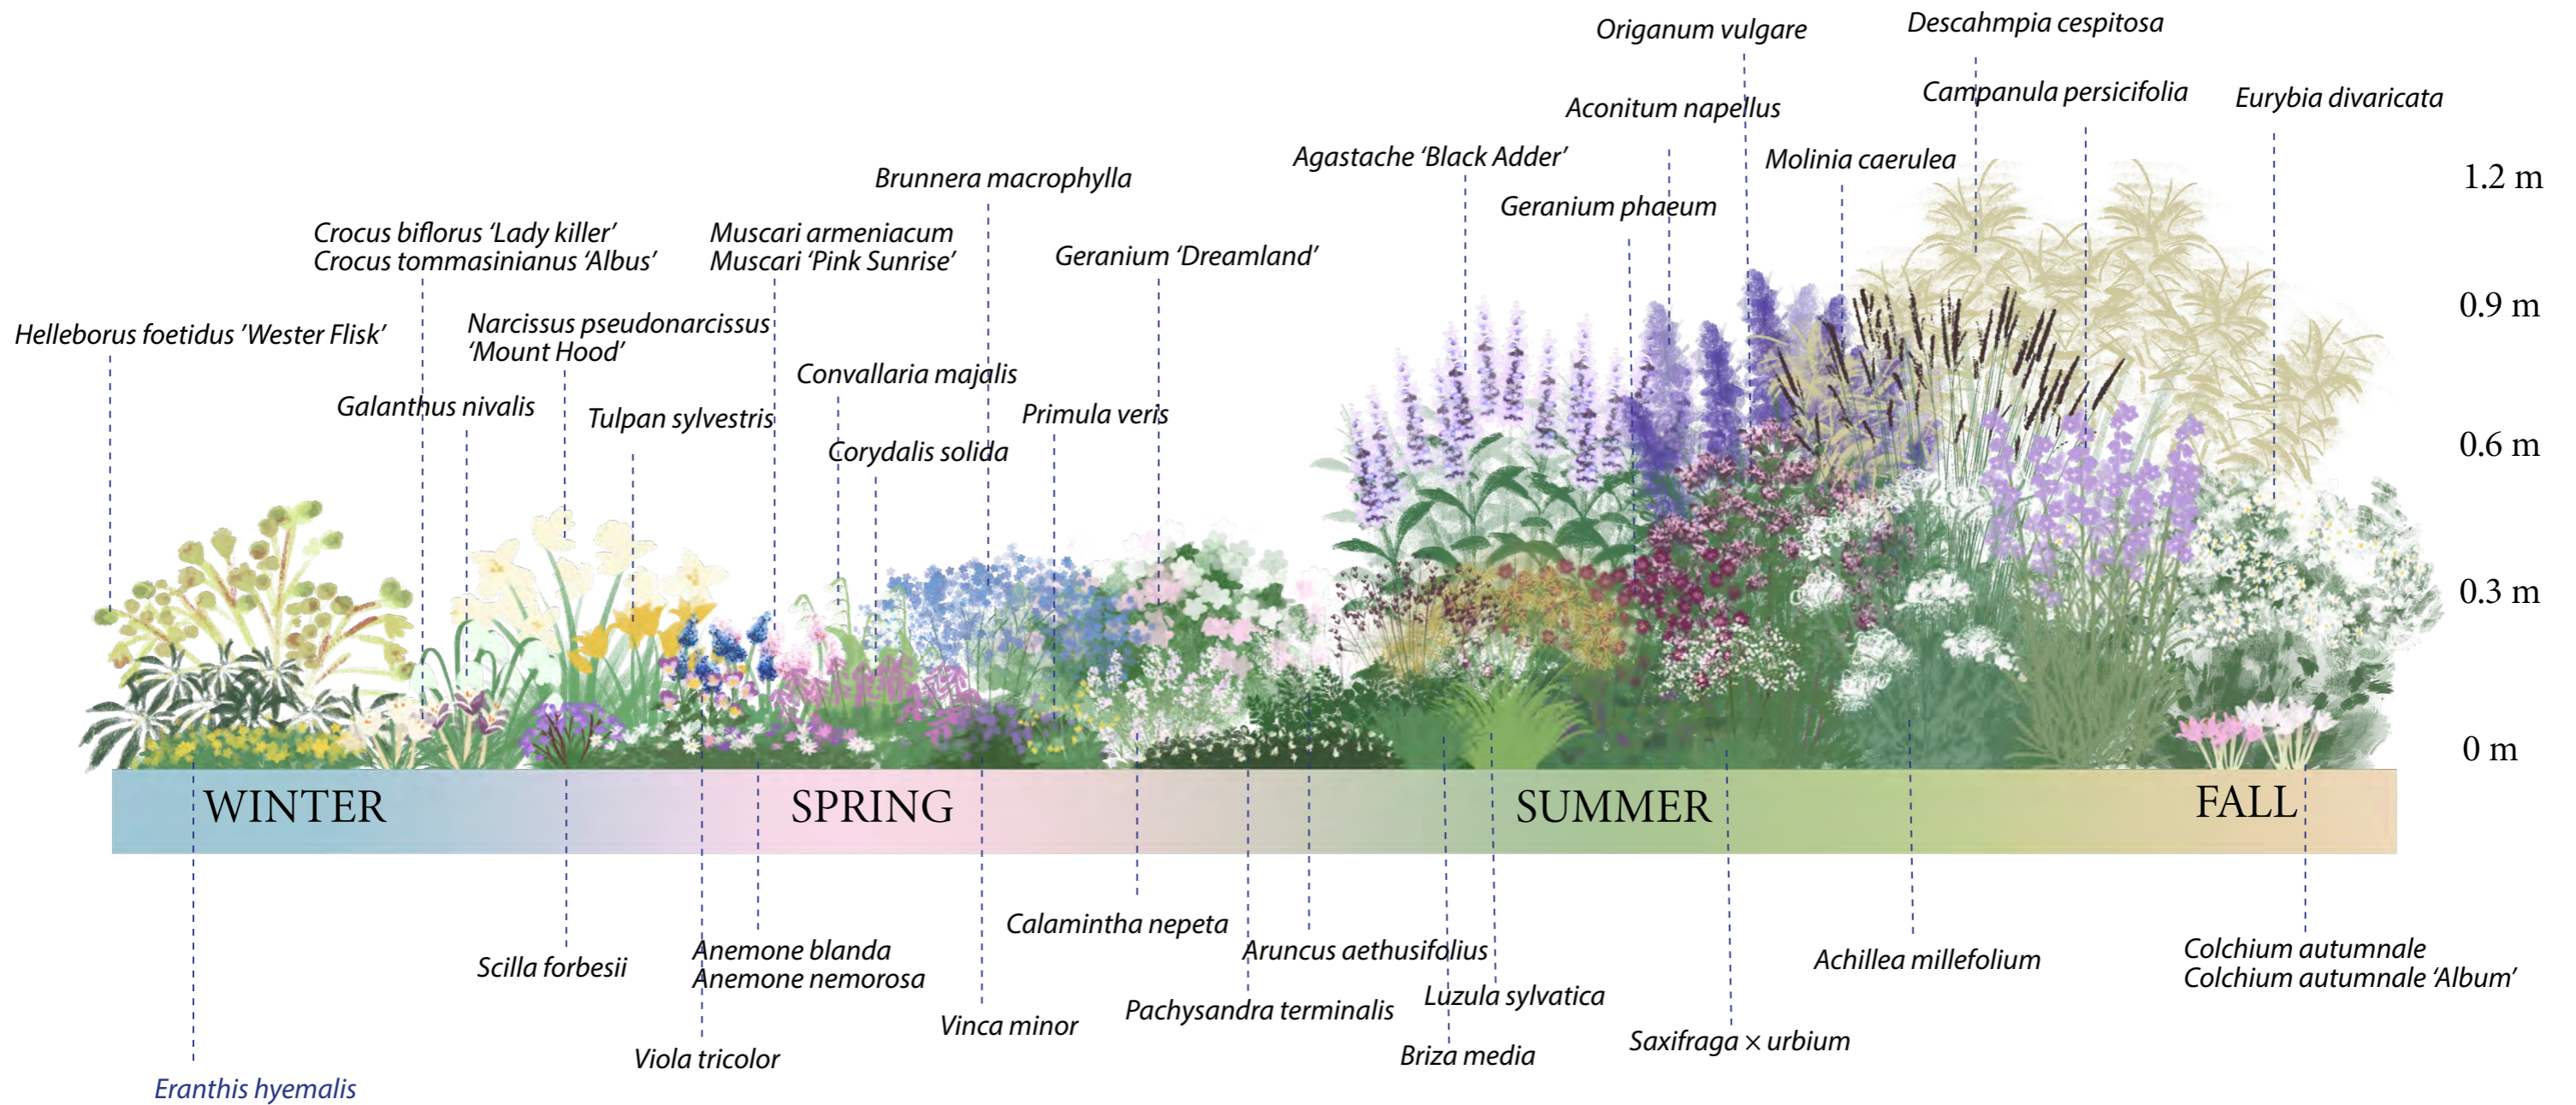 Origanum vulgare
Descahmpia cespitosa
Aconitum napellus
Campanula persicifolia
Eurybia divaricata
Agastache ‘Black Adder’
Molinia caerulea
Brunnera macrophylla
1.2 m
Geranium phaeum
Crocus biflorus ‘Lady killer’
Crocus tommasinianus ‘Albus’
Muscari armeniacum
Muscari ‘Pink Sunrise’
Geranium ‘Dreamland’
0.9 m
Helleborus foetidus ’Wester Flisk’
Narcissus pseudonarcissus
‘Mount Hood’
Convallaria majalis
Galanthus nivalis
Tulpan sylvestris
Primula veris
Corydalis solida
0.6 m
0.3 m
0 m
WINTER
SPRING
SUMMER
FALL
Calamintha nepeta
Scilla forbesii
Anemone blanda
Anemone nemorosa
Aruncus aethusifolius
Achillea millefolium
Colchium autumnale
Colchium autumnale ‘Album’
Vinca minor
Pachysandra terminalis
Luzula sylvatica
Viola tricolor
Briza media
Saxifraga × urbium
Eranthis hyemalis